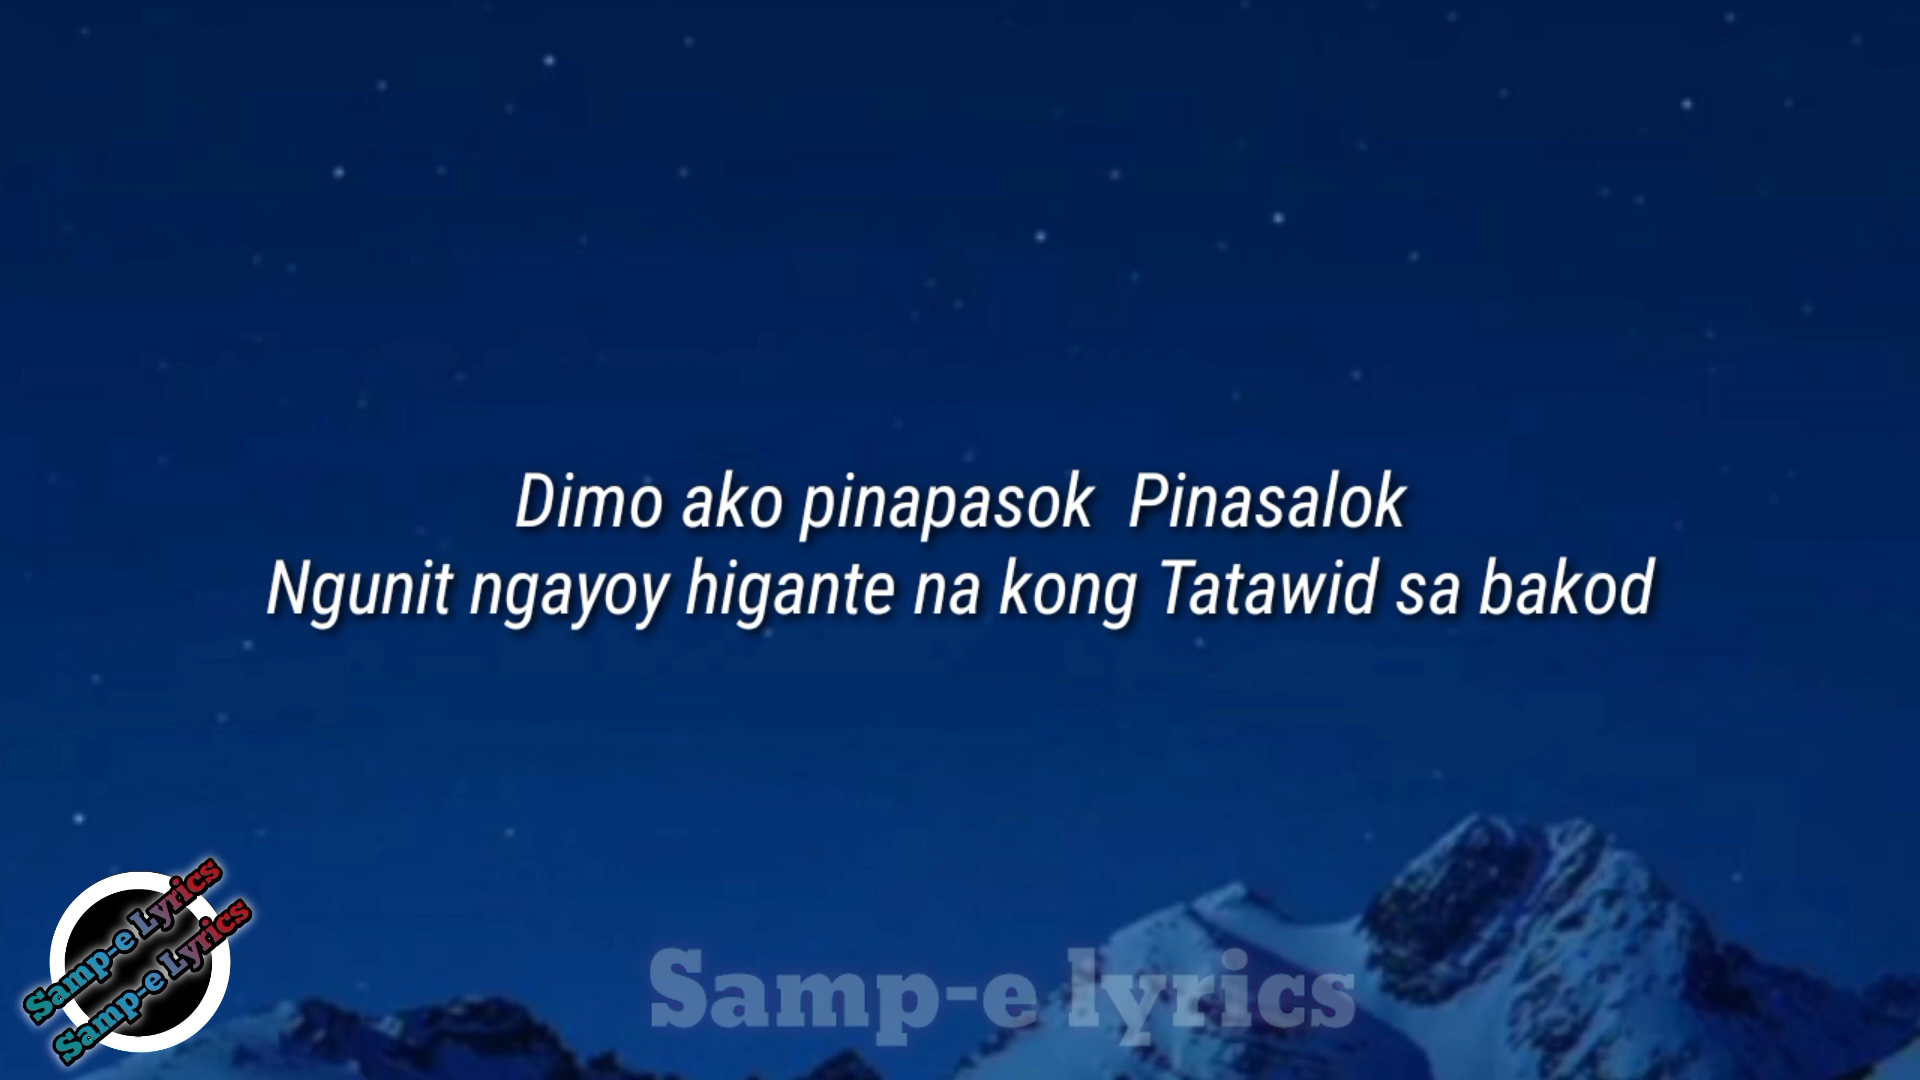 Dimo ako pinapasok  Pinasalok
Ngunit ngayoy higante na kong Tatawid sa bakod
Samp-e Lyrics
Samp-e Lyrics
Samp-e lyrics